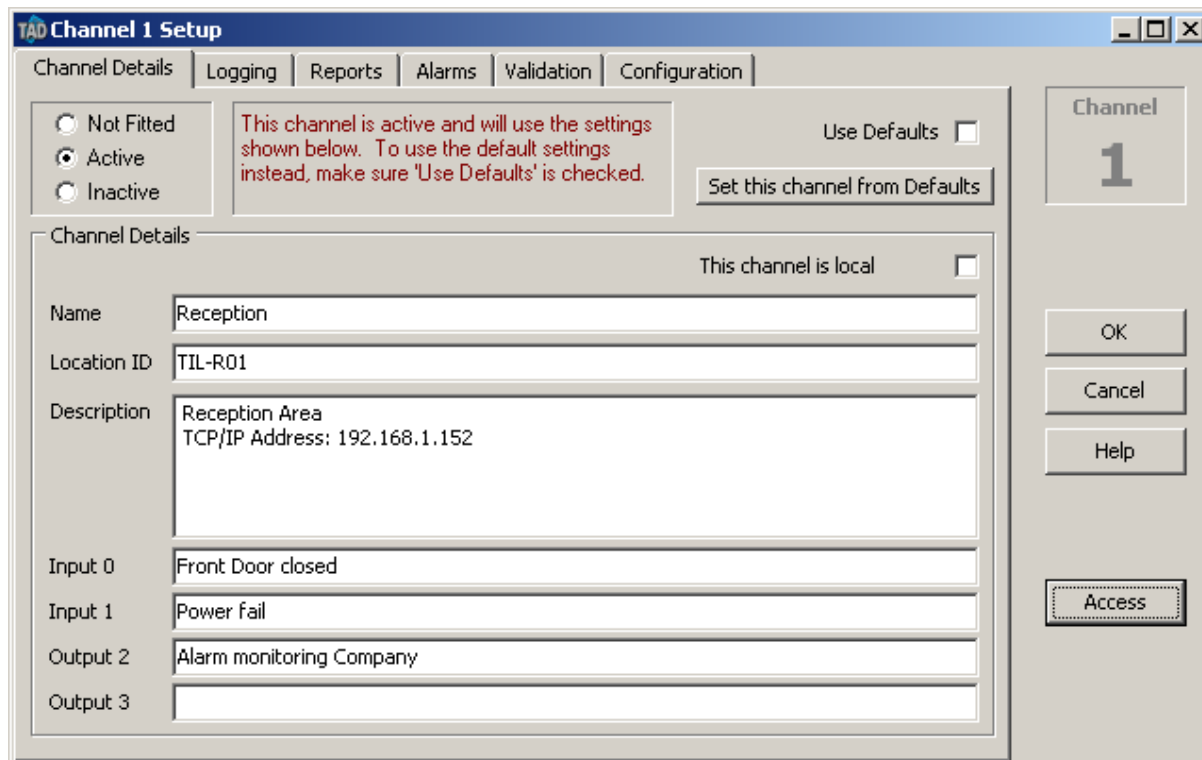 TAD Channel 1 Setup
Channel Details Logging Reports Alarms Validation Configuration
Not Fitted
Active
Inactive
This channel is active and will use the settings
shown below. To use the default settings
instead, make sure 'Use Defaults' is checked.
Use Defaults
Set this channel from Defaults
Channel
1
Channel Details
This channel is local
Name Reception
Location ID TIL-R01
Description Reception Area
TCP/IP Address: 192.168.1.152
Input 0 Front Door closed
Input 1 Power fail
Output 2 Alarm monitoring Company
Output 3
OK
Cancel
Help
Access